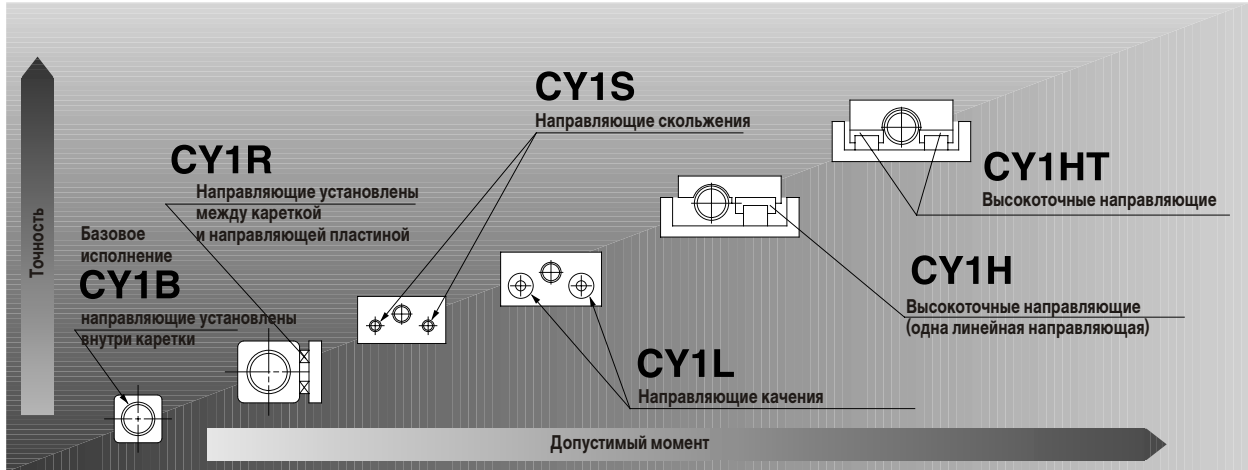 CY1S
Направляющие скольжения
CY1R
Направляющие установлены
между кареткой
и направляющей пластиной
CY1HT
Высокоточные направляющие
Точность
Базовое
исполнение
CY1B
направляющие установлены
внутри каретки
CY1H
Высокоточные направляющие
(одна линейная направляющая)
CY1L
Направляющие качения
Допустимый момент